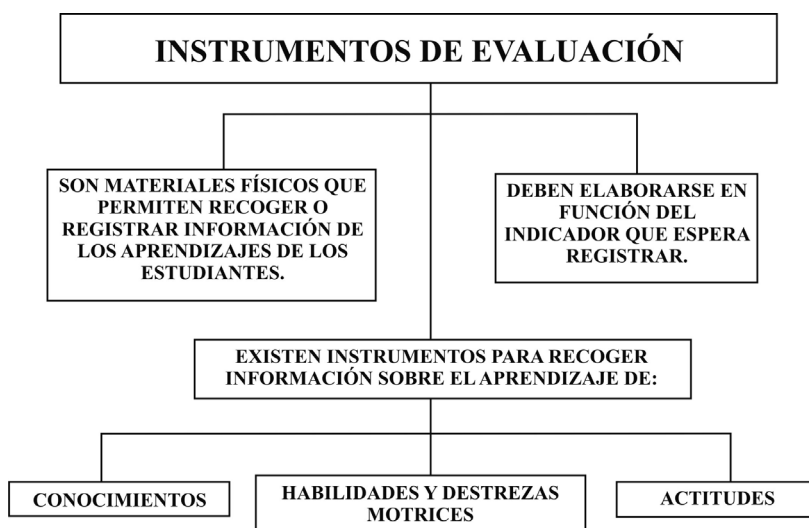 INSTRUMENTOS DE EVALUACIÓN
SON MATERIALES FÍSICOS QUE
PERMITEN RECOGER O
REGISTRAR INFORMACIÓN DE
LOS APRENDIZAJES DE LOS
ESTUDIANTES.
DEBEN ELABORARSE EN
FUNCIÓN DEL
INDICADOR QUE ESPERA
REGISTRAR.
EXISTEN INSTRUMENTOS PARA RECOGER
INFORMACIÓN SOBRE EL APRENDIZAJE DE:
CONOCIMIENTOS
HABILIDADES Y DESTREZAS
MOTRICES
ACTITUDES